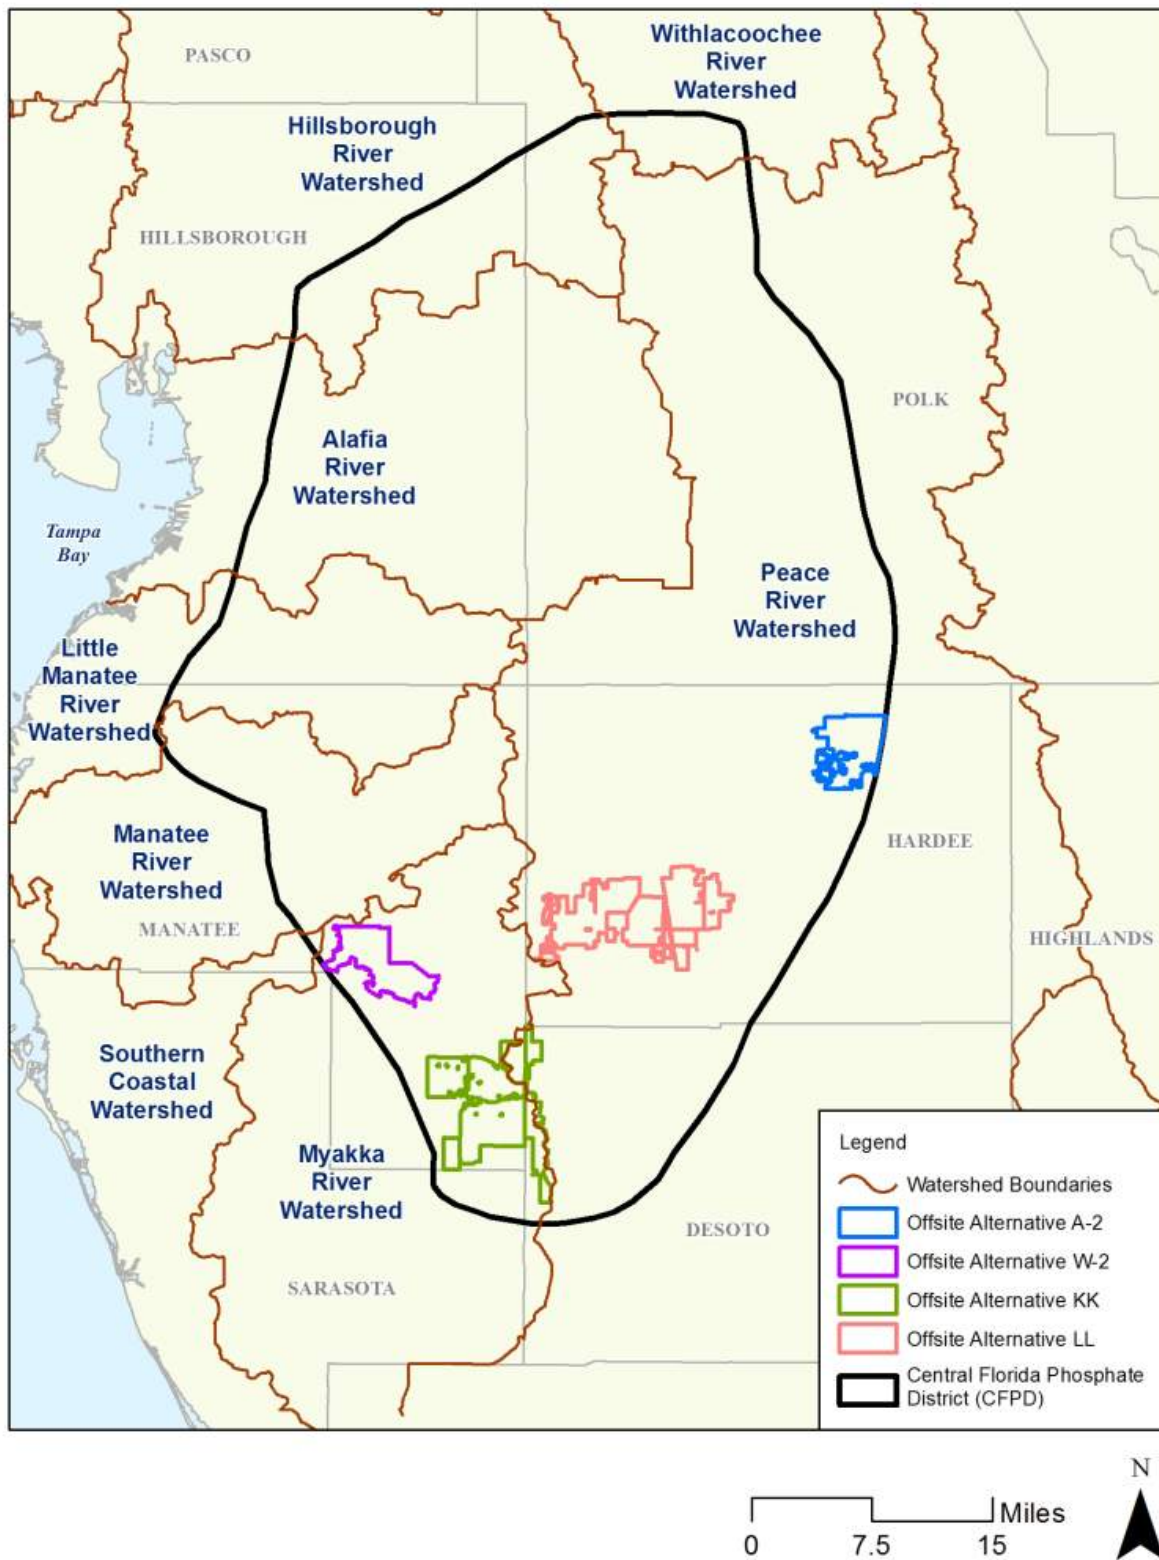 PASCO
Withlacoochee
River
Watershed
Hillsborough
River
Watershed
HILLSBOROUGH
POLK
Alafia
River
Watershed
Tampa
Bay
Peace
River
Watershed
Little
Manatee
River
Watershed
Manatee
River
Watershed
MANATEE
HARDEE
HIGHLANDS
Southern
Coastal
Watershed
Myakka
River
Watershed
SARASOTA
DESOTO
Legend
Watershed Boundaries
Offsite Alternative A-2
Offsite Alternative W-2
Offsite Alternative KK
Offsite Alternative LL
Central Florida Phosphate
District (CFPD)
N
Miles
0 7.5 15